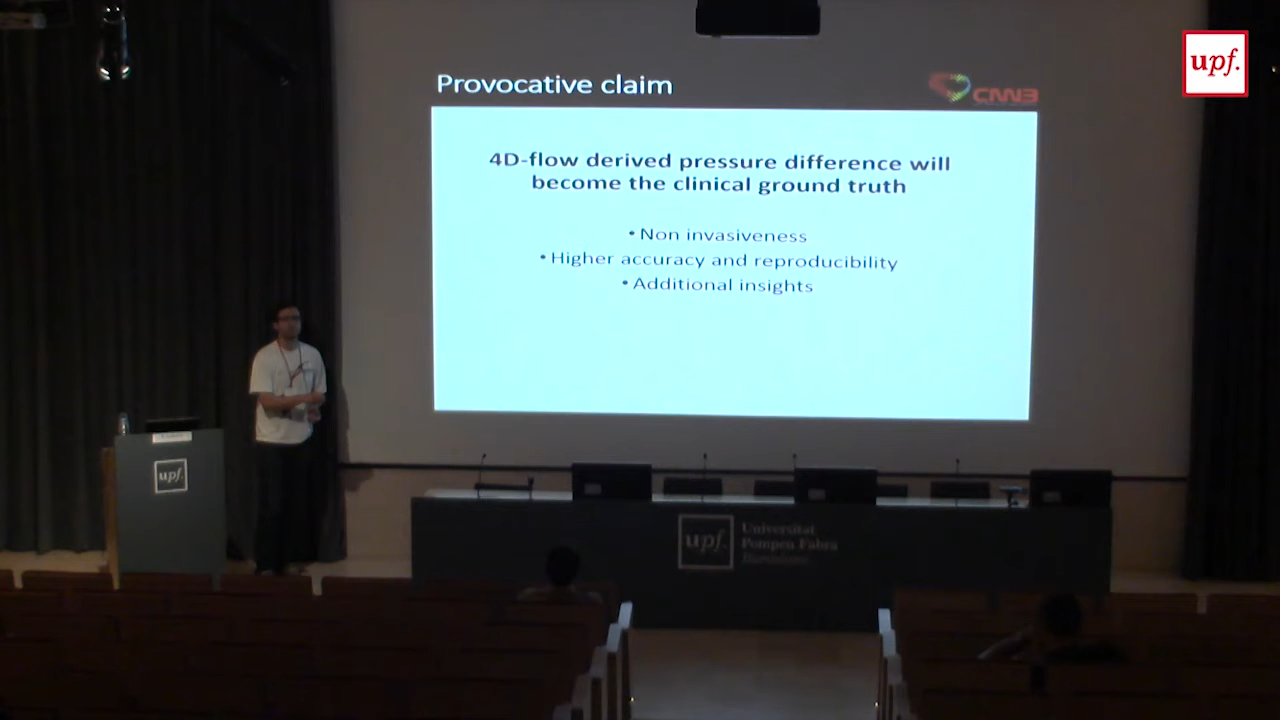 Provocative claim
upf.
4D-flow derived pressure difference will
become the clinical ground truth
• Non invasiveness
• Higher accuracy and reproducibility
• Additional insights
upf.
upf.
Universitat
Pompeu Fabra
Barcelona